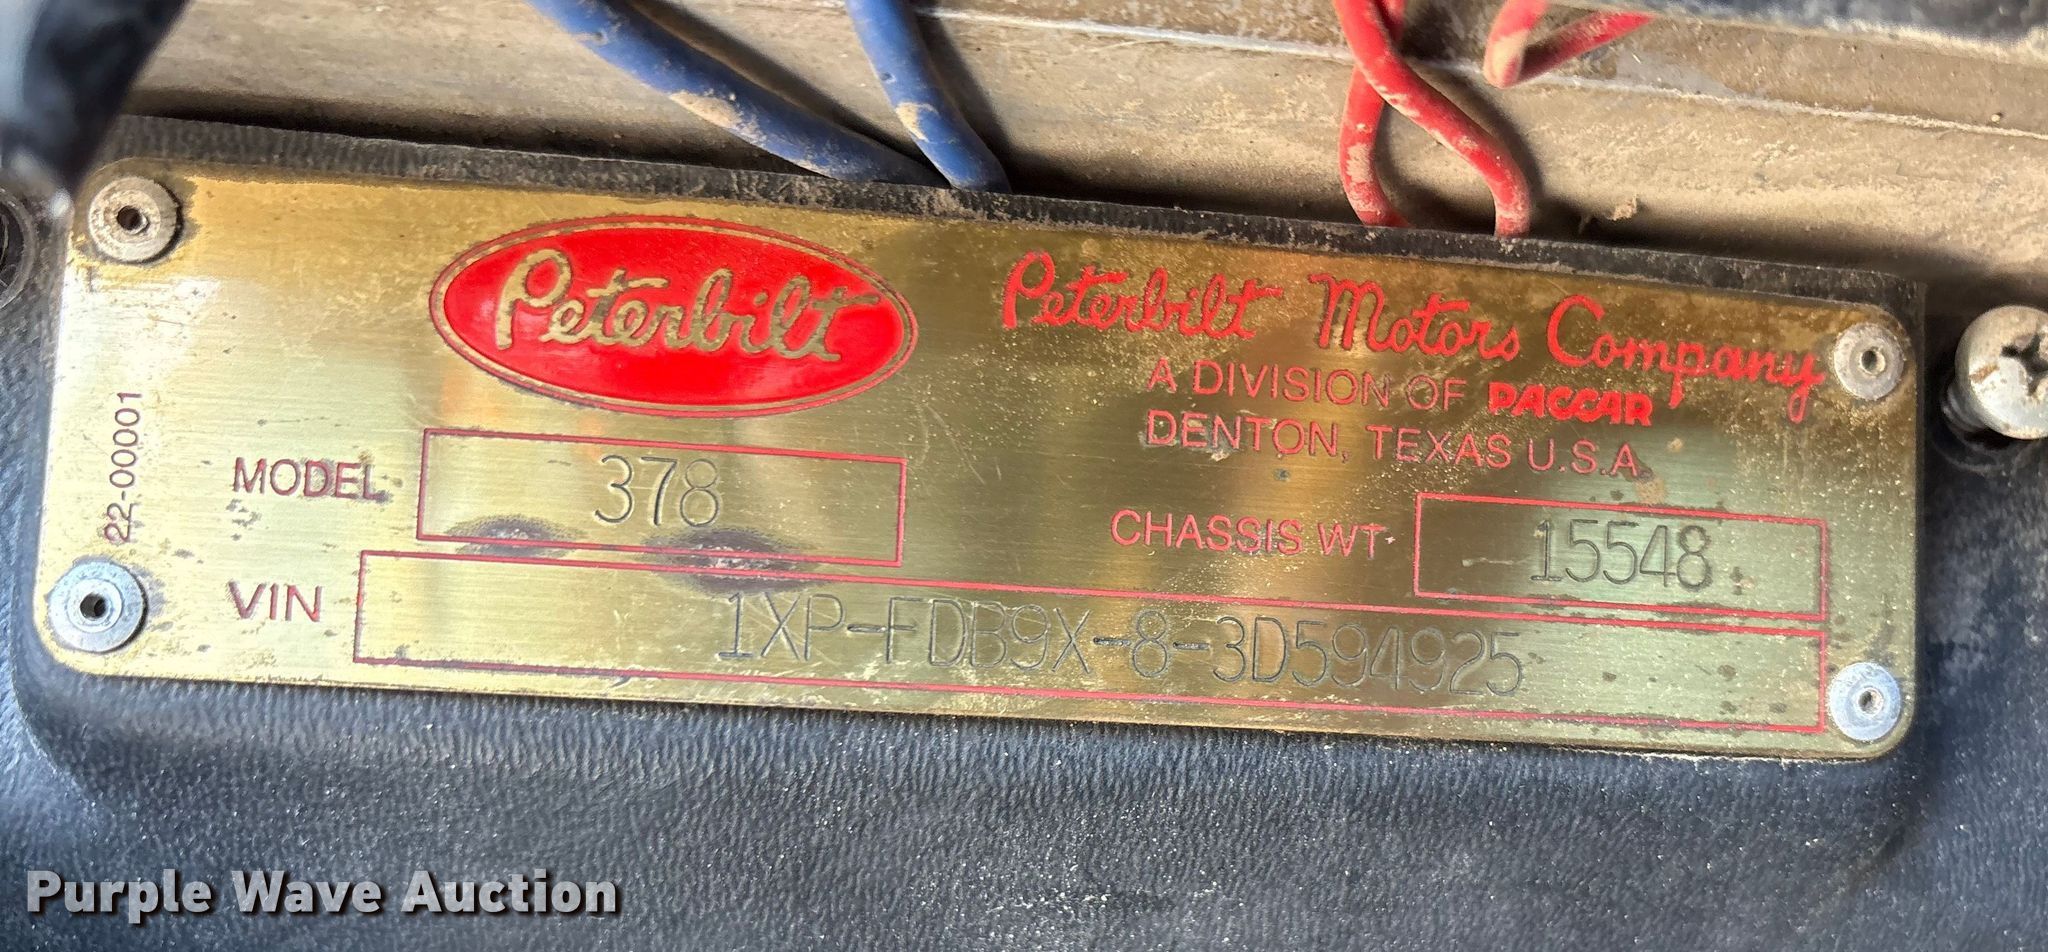 Peterbilt
Peterbilt Motors Company
A DIVISION OF PACCAR
DENTON, TEXAS U.S.A.
22-00001
MODEL 378
CHASSIS WT. 15548
VIN 1XP-FDB9X-8-3D594925
Purple Wave Auction